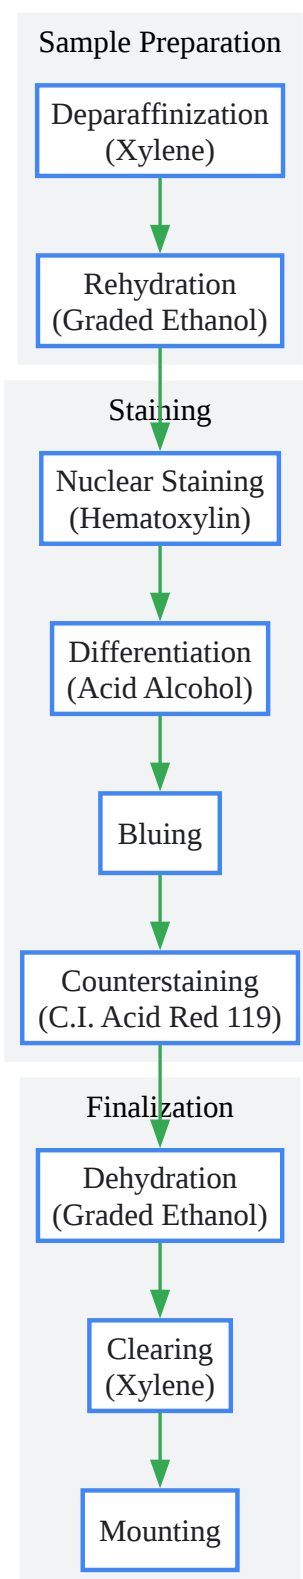 Sample Preparation
Deparaffinization
(Xylene)
Rehydration
(Graded Ethanol)
Staining
Nuclear Staining
(Hematoxylin)
Differentiation
(Acid Alcohol)
Bluing
Counterstaining
(C.I. Acid Red 119)
Finalization
Dehydration
(Graded Ethanol)
Clearing
(Xylene)
Mounting